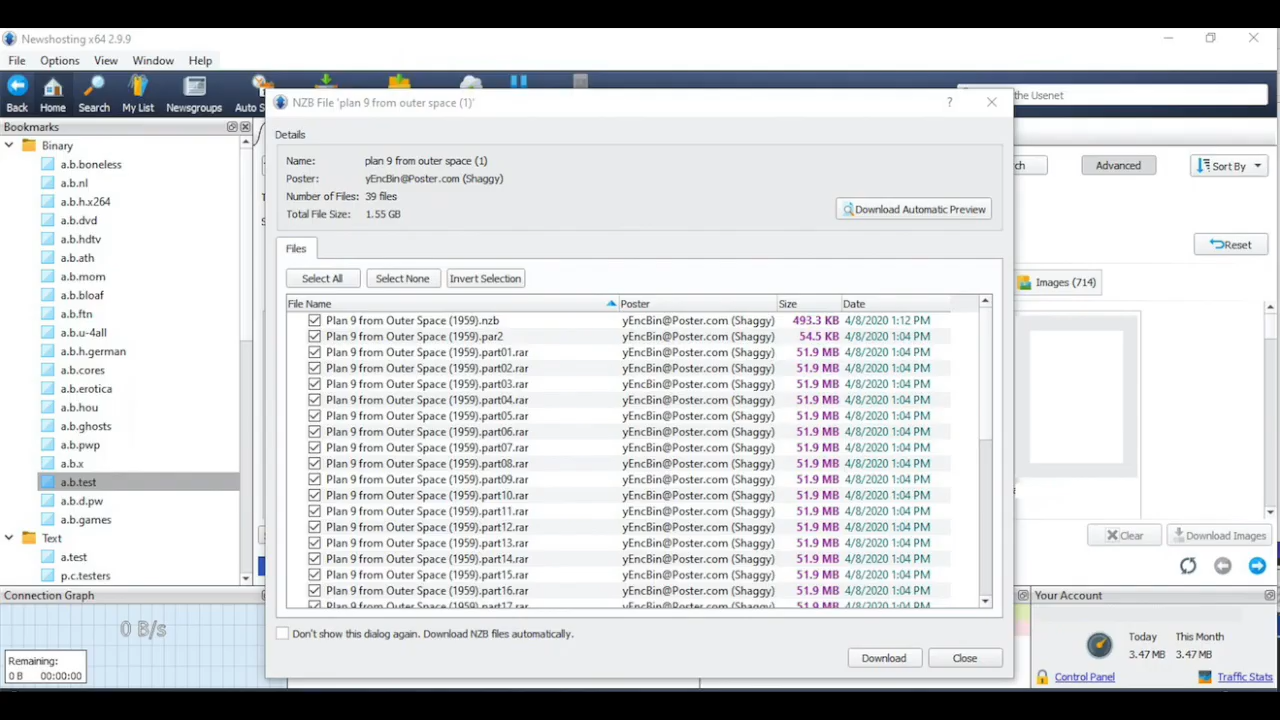 Newshosting x64 2.9.9
File Options View Window Help
Back Home Search My List Newsgroups Auto S
the Usenet
Bookmarks
Binary
a.b.boneless
a.b.nl
a.b.h.x264
a.b.dvd
a.b.hdtv
a.b.ath
a.b.mom
a.b.bloaf
a.b.ftn
a.b.u-4all
a.b.h.german
a.b.cores
a.b.erotica
a.b.hou
a.b.ghosts
a.b.pwp
a.b.x
a.b.test
a.b.d.pw
a.b.games
Text
a.test
p.c.testers
Connection Graph
0 B/s
Remaining:
0 B 00:00:00
NZB File 'plan 9 from outer space (1)' ?
Details
Name: plan 9 from outer space (1)
Poster: yEncBin@Poster.com (Shaggy)
Number of Files: 39 files
Total File Size: 1.55 GB
Download Automatic Preview
Files
Select All Select None Invert Selection
File Name Poster Size Date
Plan 9 from Outer Space (1959).nzb yEncBin@Poster.com (Shaggy) 493.3 KB 4/8/2020 1:12 PM
Plan 9 from Outer Space (1959).par2 yEncBin@Poster.com (Shaggy) 54.5 KB 4/8/2020 1:04 PM
Plan 9 from Outer Space (1959).part01.rar yEncBin@Poster.com (Shaggy) 51.9 MB 4/8/2020 1:04 PM
Plan 9 from Outer Space (1959).part02.rar yEncBin@Poster.com (Shaggy) 51.9 MB 4/8/2020 1:04 PM
Plan 9 from Outer Space (1959).part03.rar yEncBin@Poster.com (Shaggy) 51.9 MB 4/8/2020 1:04 PM
Plan 9 from Outer Space (1959).part04.rar yEncBin@Poster.com (Shaggy) 51.9 MB 4/8/2020 1:04 PM
Plan 9 from Outer Space (1959).part05.rar yEncBin@Poster.com (Shaggy) 51.9 MB 4/8/2020 1:04 PM
Plan 9 from Outer Space (1959).part06.rar yEncBin@Poster.com (Shaggy) 51.9 MB 4/8/2020 1:04 PM
Plan 9 from Outer Space (1959).part07.rar yEncBin@Poster.com (Shaggy) 51.9 MB 4/8/2020 1:04 PM
Plan 9 from Outer Space (1959).part08.rar yEncBin@Poster.com (Shaggy) 51.9 MB 4/8/2020 1:04 PM
Plan 9 from Outer Space (1959).part09.rar yEncBin@Poster.com (Shaggy) 51.9 MB 4/8/2020 1:04 PM
Plan 9 from Outer Space (1959).part10.rar yEncBin@Poster.com (Shaggy) 51.9 MB 4/8/2020 1:04 PM
Plan 9 from Outer Space (1959).part11.rar yEncBin@Poster.com (Shaggy) 51.9 MB 4/8/2020 1:04 PM
Plan 9 from Outer Space (1959).part12.rar yEncBin@Poster.com (Shaggy) 51.9 MB 4/8/2020 1:04 PM
Plan 9 from Outer Space (1959).part13.rar yEncBin@Poster.com (Shaggy) 51.9 MB 4/8/2020 1:04 PM
Plan 9 from Outer Space (1959).part14.rar yEncBin@Poster.com (Shaggy) 51.9 MB 4/8/2020 1:04 PM
Plan 9 from Outer Space (1959).part15.rar yEncBin@Poster.com (Shaggy) 51.9 MB 4/8/2020 1:04 PM
Plan 9 from Outer Space (1959).part16.rar yEncBin@Poster.com (Shaggy) 51.9 MB 4/8/2020 1:04 PM
Plan 9 from Outer Space (1959).part17.rar yEncBin@Poster.com (Shaggy) 51.9 MB 4/8/2020 1:04 PM
Don't show this dialog again. Download NZB files automatically.
Download Close
ch Advanced Sort By
Reset
Images (714)
Clear Download Images
Your Account
Today This Month
3.47 MB 3.47 MB
Control Panel Traffic Stats